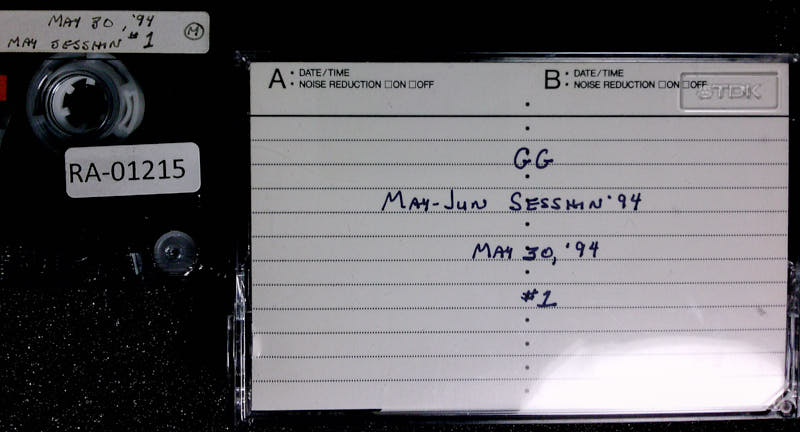 MAY 30, '94
MAY SESSHIN #1
M
RA-01215
A • DATE/TIME
• NOISE REDUCTION □ON □OFF
B • DATE/TIME
• NOISE REDUCTION □ON □OFF
TDK
GG
MAY-JUN SESSHIN '94
MAY 30, '94
#1